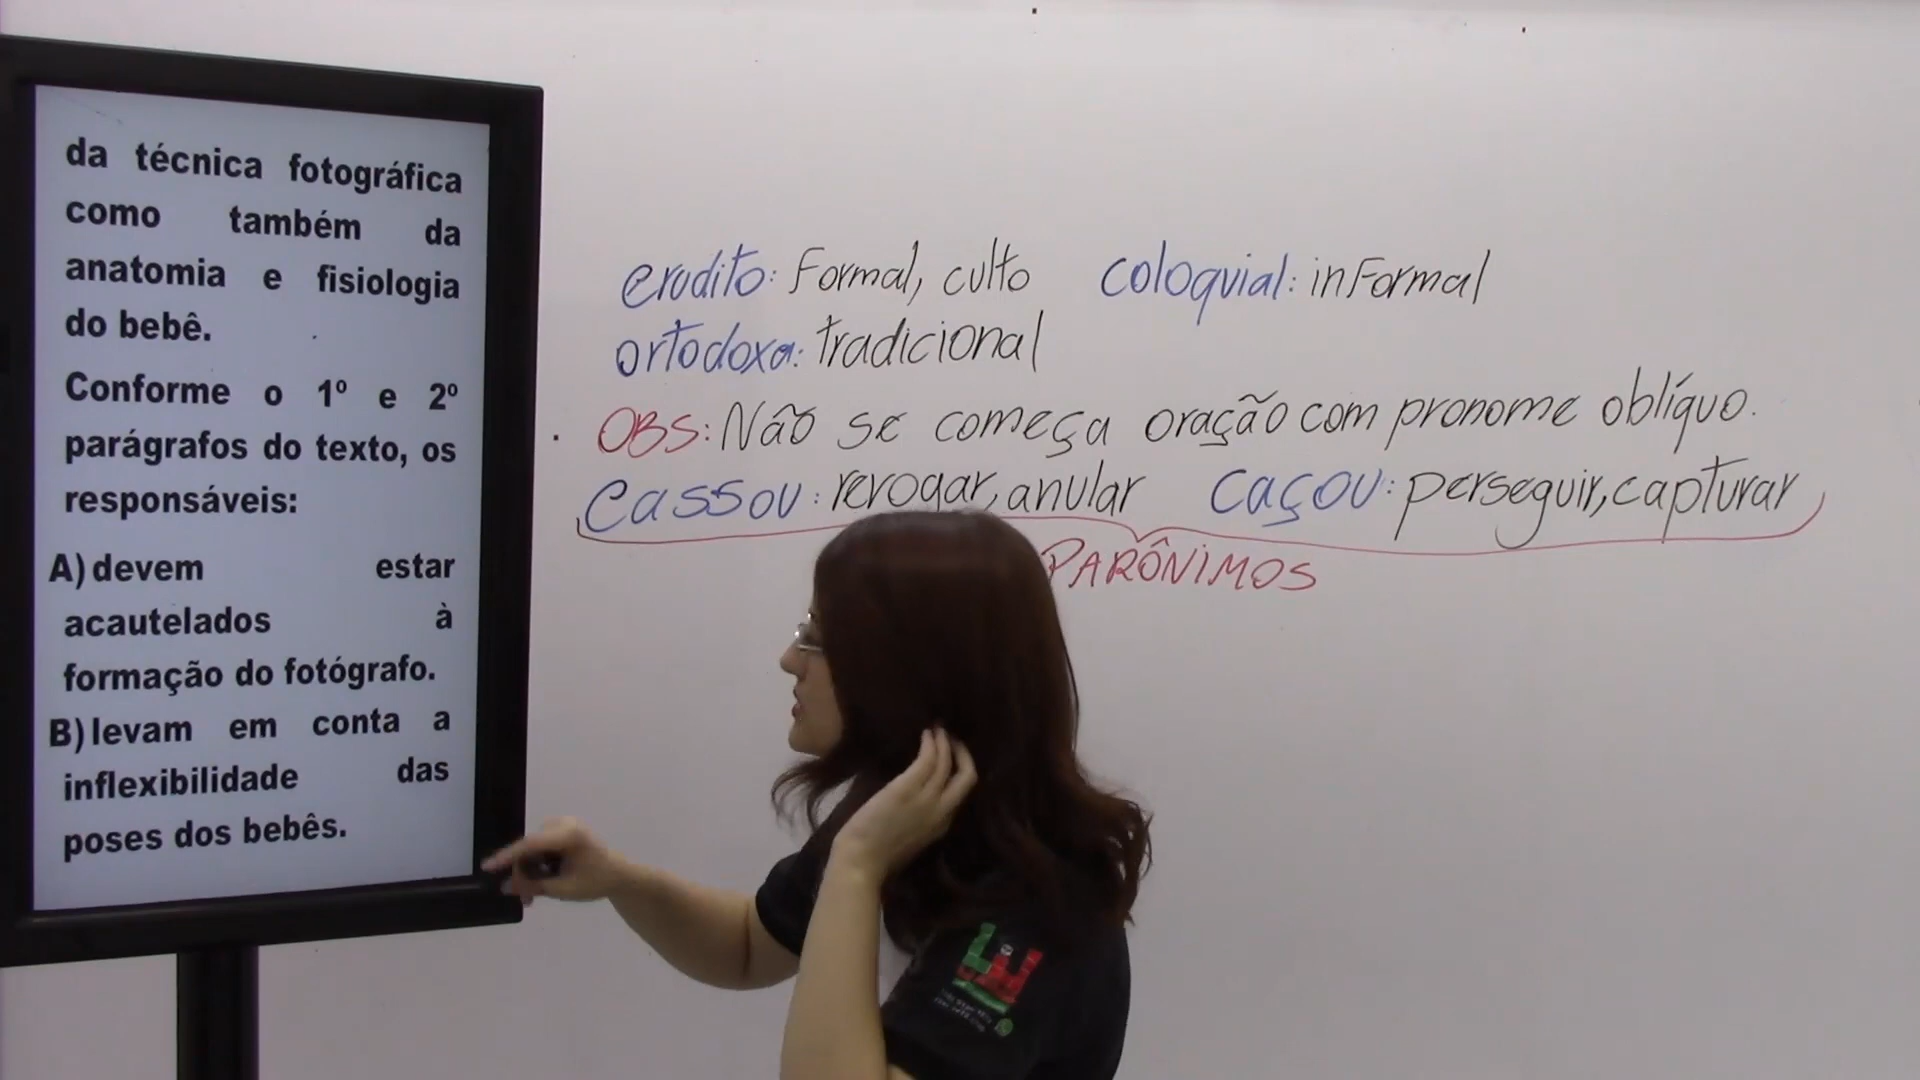 da técnica fotográfica
como também da
anatomia e fisiologia
do bebê.
Conforme o 1º e 2º
parágrafos do texto, os
responsáveis:
A) devem estar
acautelados à
formação do fotógrafo.
B) levam em conta a
inflexibilidade das
poses dos bebês.
erudito: Formal, culto coloquial: informal
ortodoxa: tradicional
OBS: Não se começa oração com pronome oblíquo.
Cassou: revogar, anular Caçou: perseguir, capturar
PARÔNIMOS